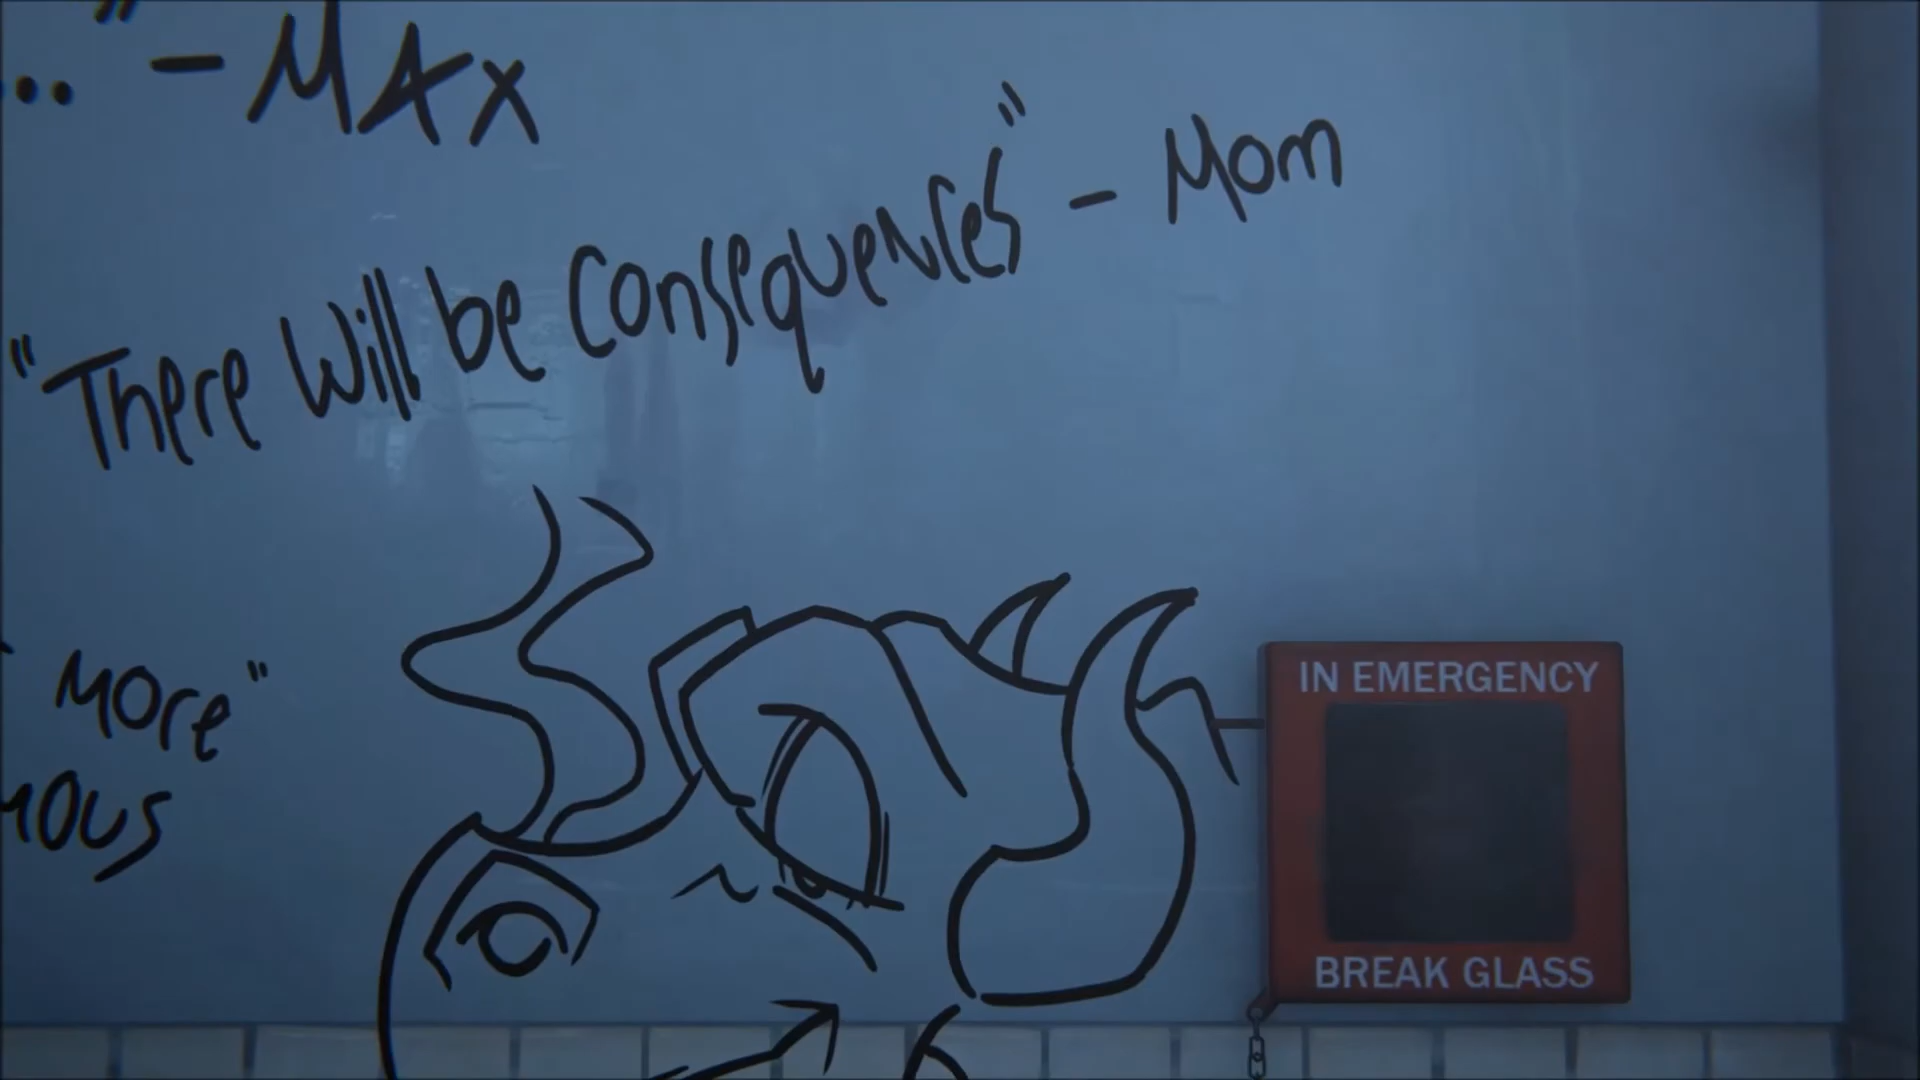 ..." - MAx
"There Will be Consequences" - Mom
More"
IN EMERGENCY
BREAK GLASS